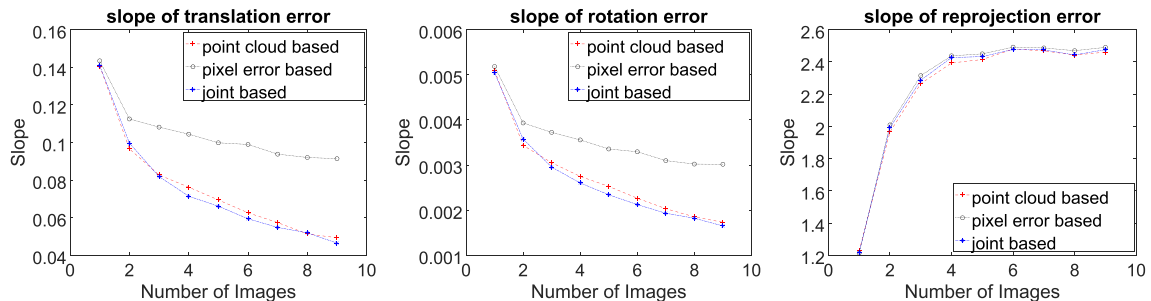 slope of translation error
0.16
0.14
0.12
0.1
0.08
0.06
0.04
Slope
point cloud based
pixel error based
joint based
0
2
4
6
8
10
Number of Images
slope of rotation error
0.006
0.005
0.004
0.003
0.002
0.001
Slope
point cloud based
pixel error based
joint based
0
2
4
6
8
10
Number of Images
slope of reprojection error
2.6
2.4
2.2
2
1.8
1.6
1.4
1.2
Slope
point cloud based
pixel error based
joint based
0
2
4
6
8
10
Number of Images